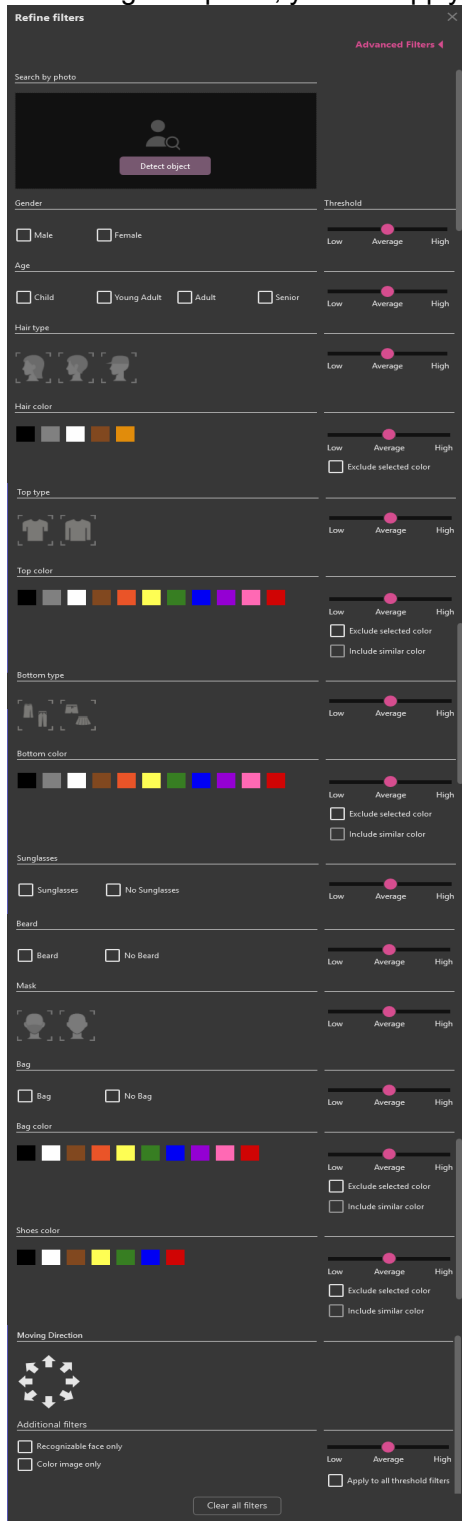 Refine filters
Advanced Filters
Search by photo
Detect object
Gender Threshold
Male Female
Low Average High
Age
Child Young Adult Adult Senior
Low Average High
Hair type
Low Average High
Hair color
Low Average High
Exclude selected color
Top type
Low Average High
Top color
Low Average High
Exclude selected color
Include similar color
Bottom type
Low Average High
Bottom color
Low Average High
Exclude selected color
Include similar color
Sunglasses
Sunglasses No Sunglasses
Low Average High
Beard
Beard No Beard
Low Average High
Mask
Low Average High
Bag
Bag No Bag
Low Average High
Bag color
Low Average High
Exclude selected color
Include similar color
Shoes color
Low Average High
Exclude selected color
Include similar color
Moving Direction
Additional filters
Recognizable face only
Low Average High
Color image only
Apply to all threshold filters
Clear all filters